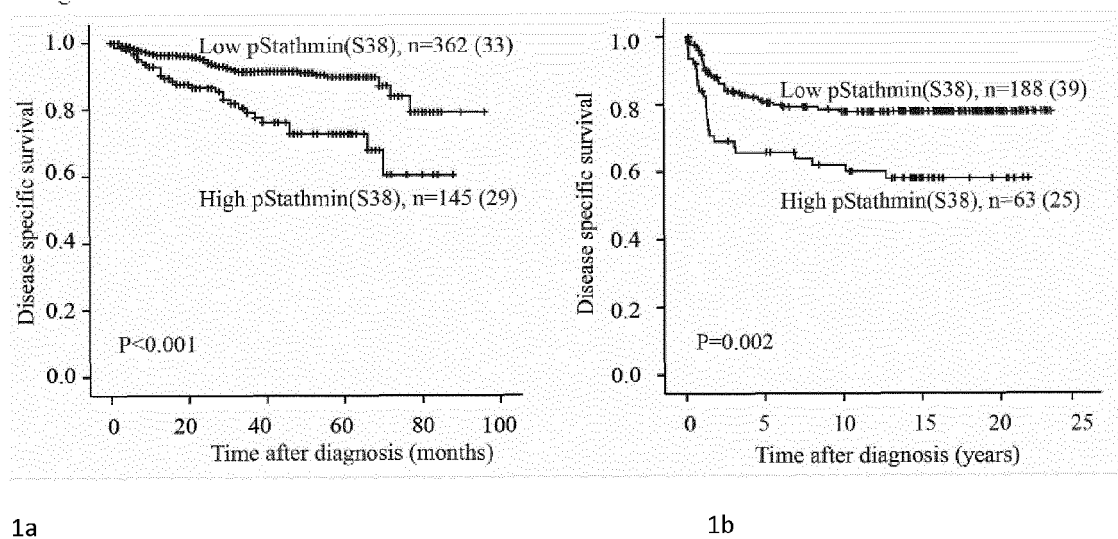 1.0
0.8
0.6
0.4
0.2
0.0
Disease specific survival
Low pStathmin(S38), n=362 (33)
High pStathmin(S38), n=145 (29)
P<0.001
0 20 40 60 80 100
Time after diagnosis (months)
1a
1.0
0.8
0.6
0.4
0.2
0.0
Disease specific survival
Low pStathmin(S38), n=188 (39)
High pStathmin(S38), n=63 (25)
P=0.002
0 5 10 15 20 25
Time after diagnosis (years)
1b